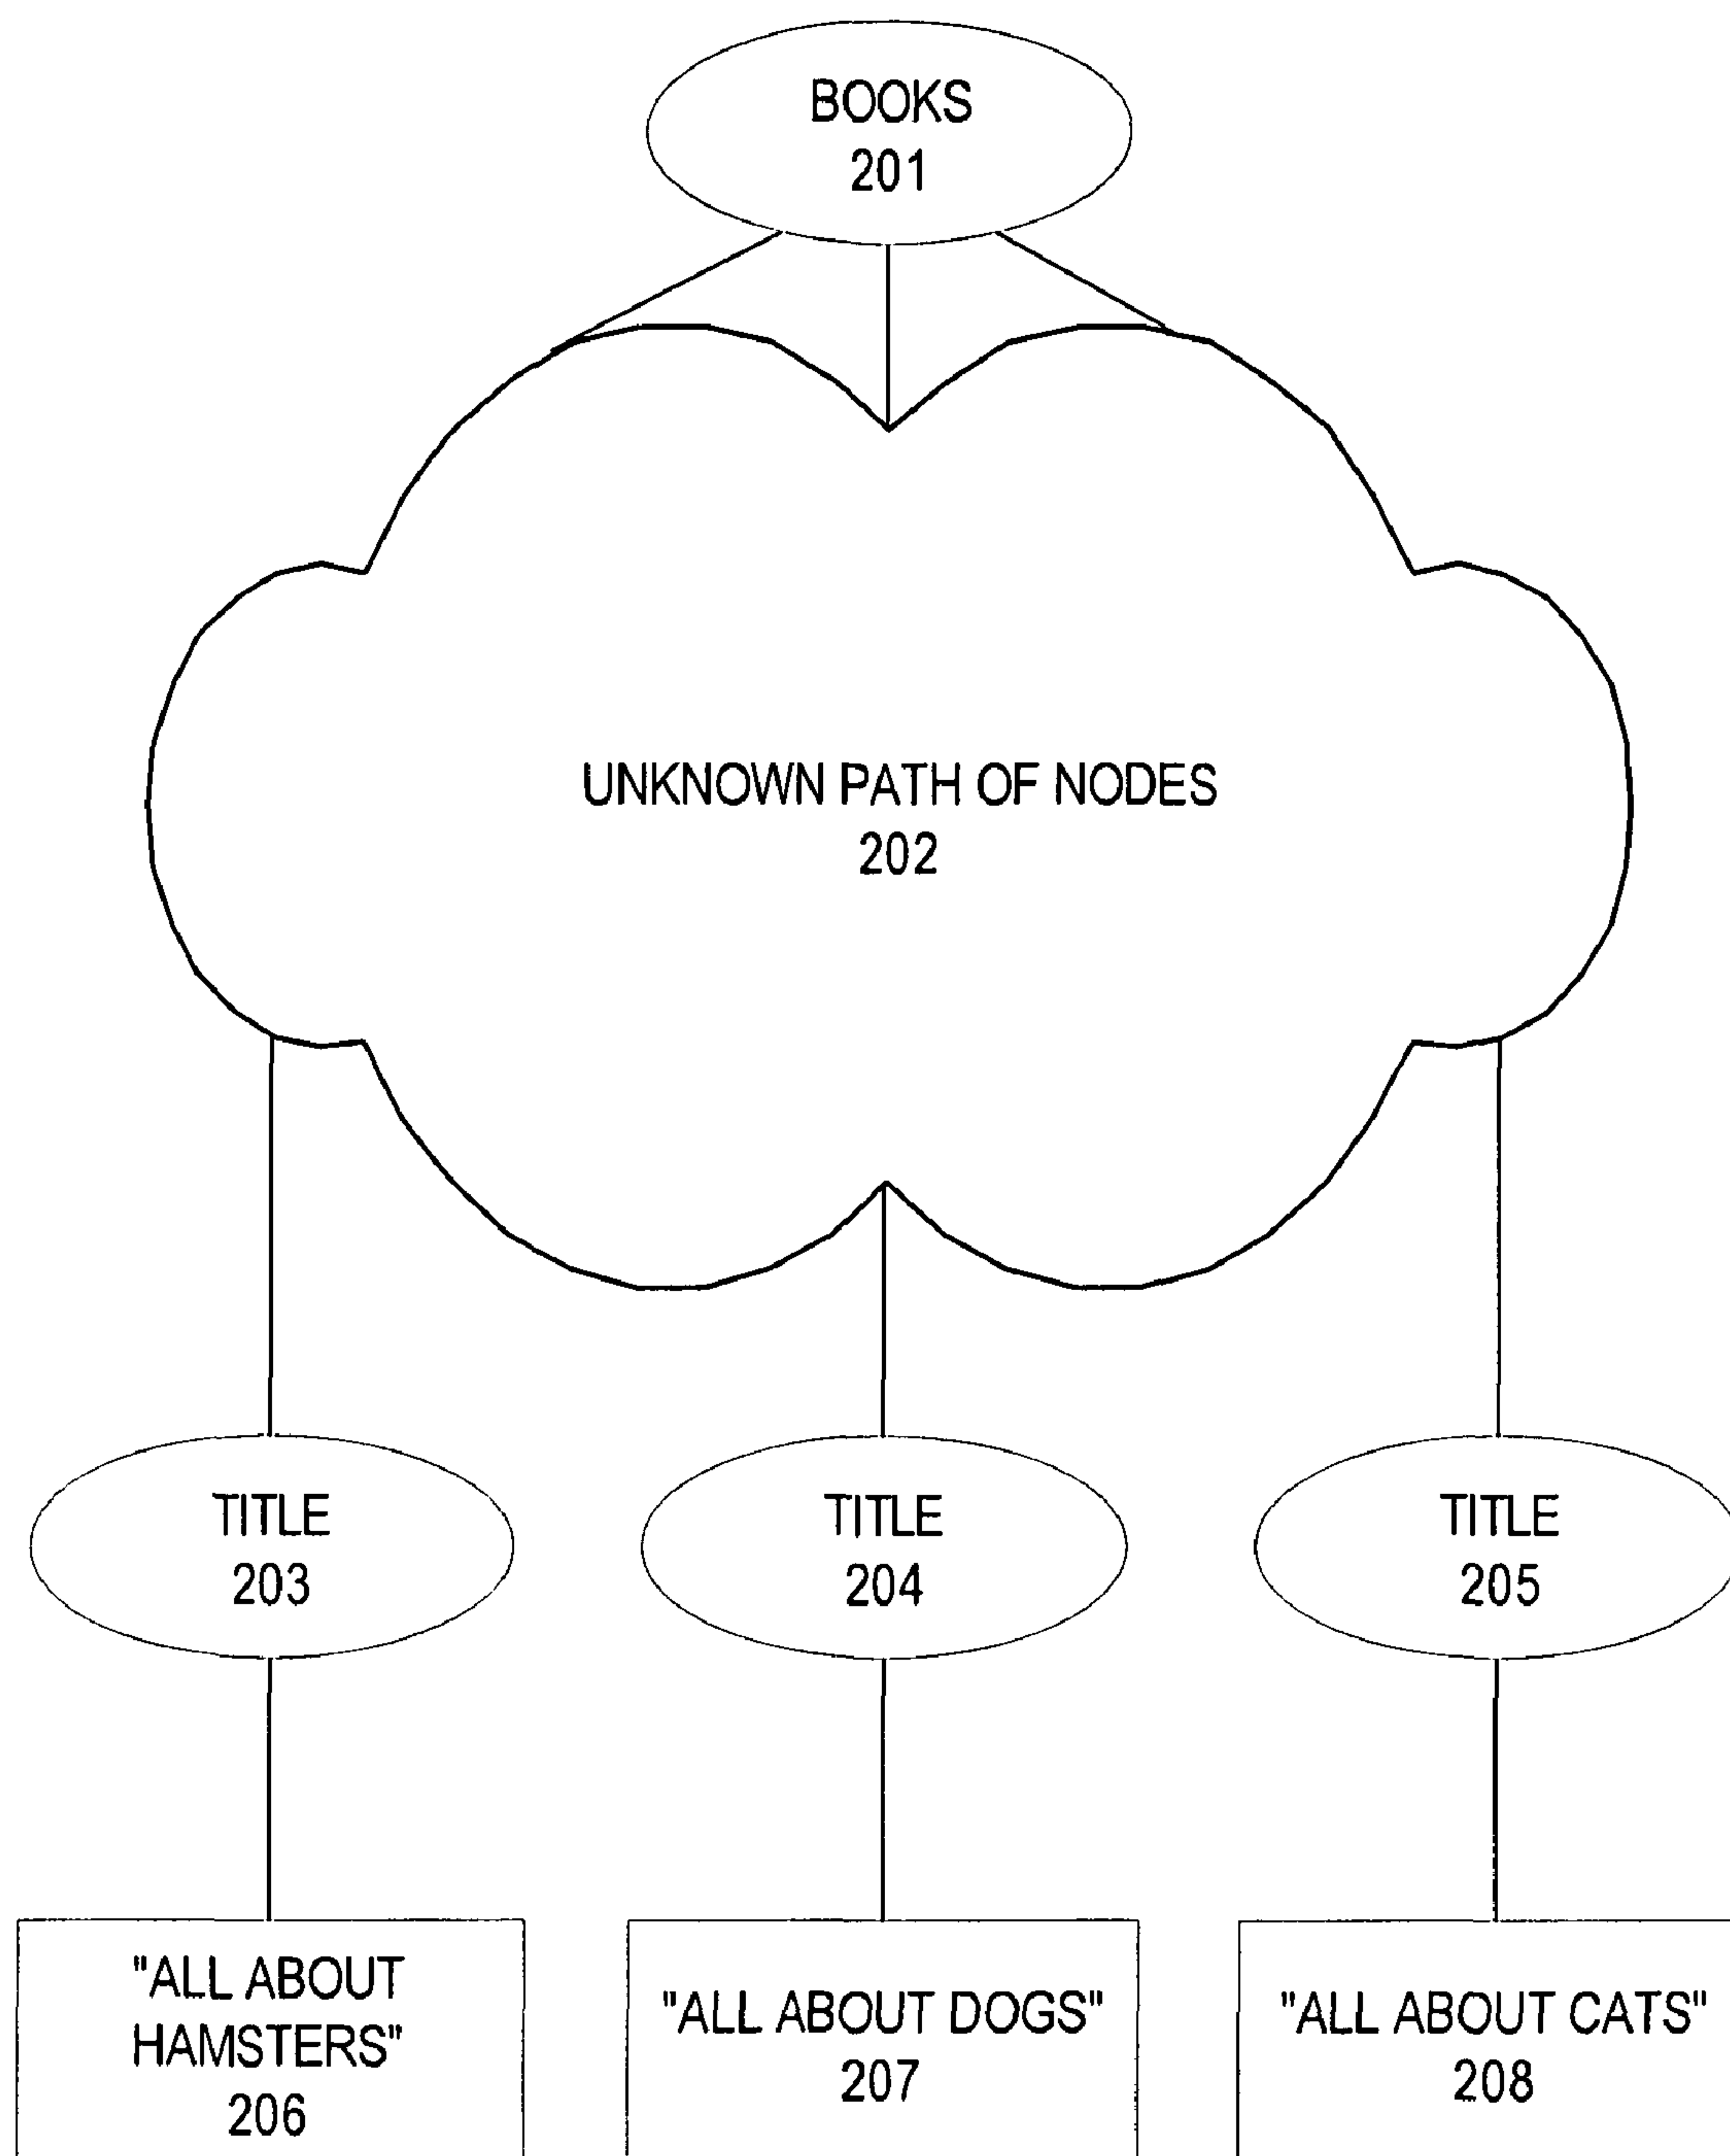 BOOKS
201
UNKNOWN PATH OF NODES
202
TITLE
203
TITLE
204
TITLE
205
"ALL ABOUT
HAMSTERS"
206
"ALL ABOUT DOGS"
207
"ALL ABOUT CATS"
208